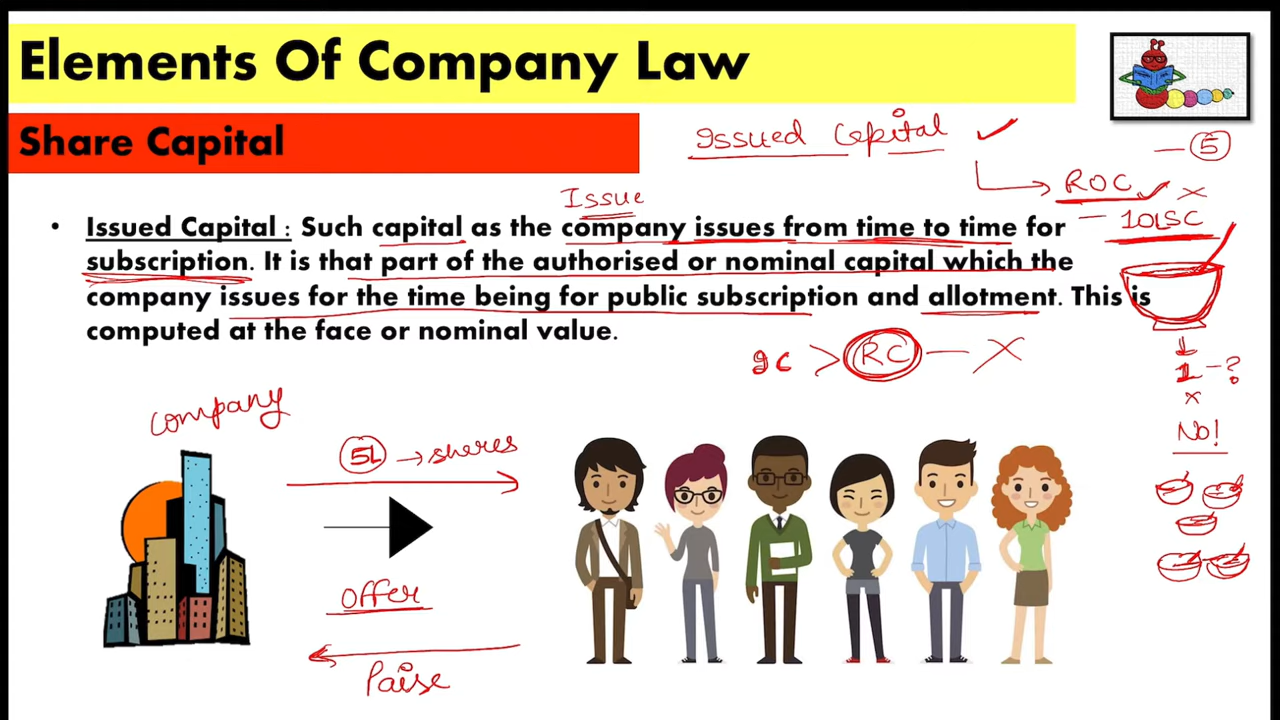 Elements Of Company Law
Share Capital
Issued Capital ✓
— 5
→ ROC ✓ ×
— 10LSC
Issue
• Issued Capital : Such capital as the company issues from time to time for
subscription. It is that part of the authorised or nominal capital which the
company issues for the time being for public subscription and allotment. This is
computed at the face or nominal value.
IC > RC — ×
1 — ?
×
No!
company
5L → shares
Offer
Raise